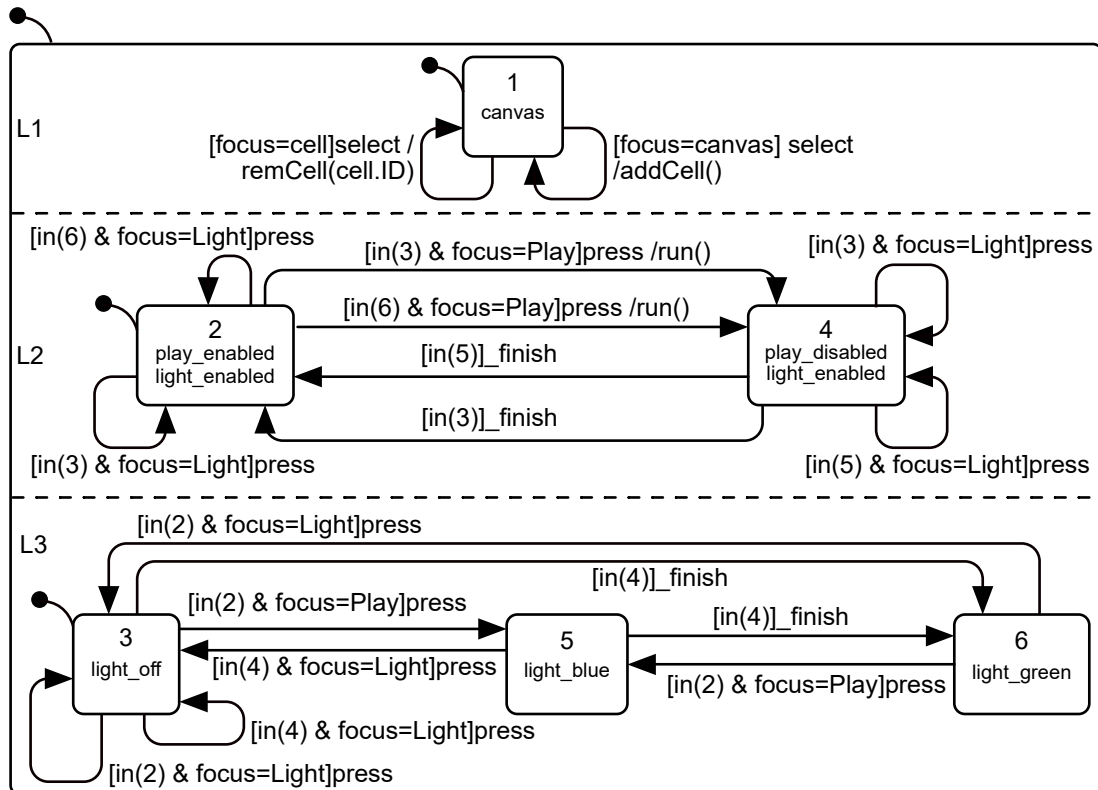 1
canvas
L1
[focus=cell]select /
remCell(cell.ID)
[focus=canvas] select
/addCell()
[in(6) & focus=Light]press
[in(3) & focus=Play]press /run()
[in(3) & focus=Light]press
[in(6) & focus=Play]press /run()
L2
2
play_enabled
light_enabled
4
play_disabled
light_enabled
[in(5)]_finish
[in(3)]_finish
[in(3) & focus=Light]press
[in(5) & focus=Light]press
[in(2) & focus=Light]press
L3
[in(4)]_finish
[in(2) & focus=Play]press
[in(4)]_finish
3
light_off
5
light_blue
6
light_green
[in(4) & focus=Light]press
[in(2) & focus=Play]press
[in(4) & focus=Light]press
[in(2) & focus=Light]press